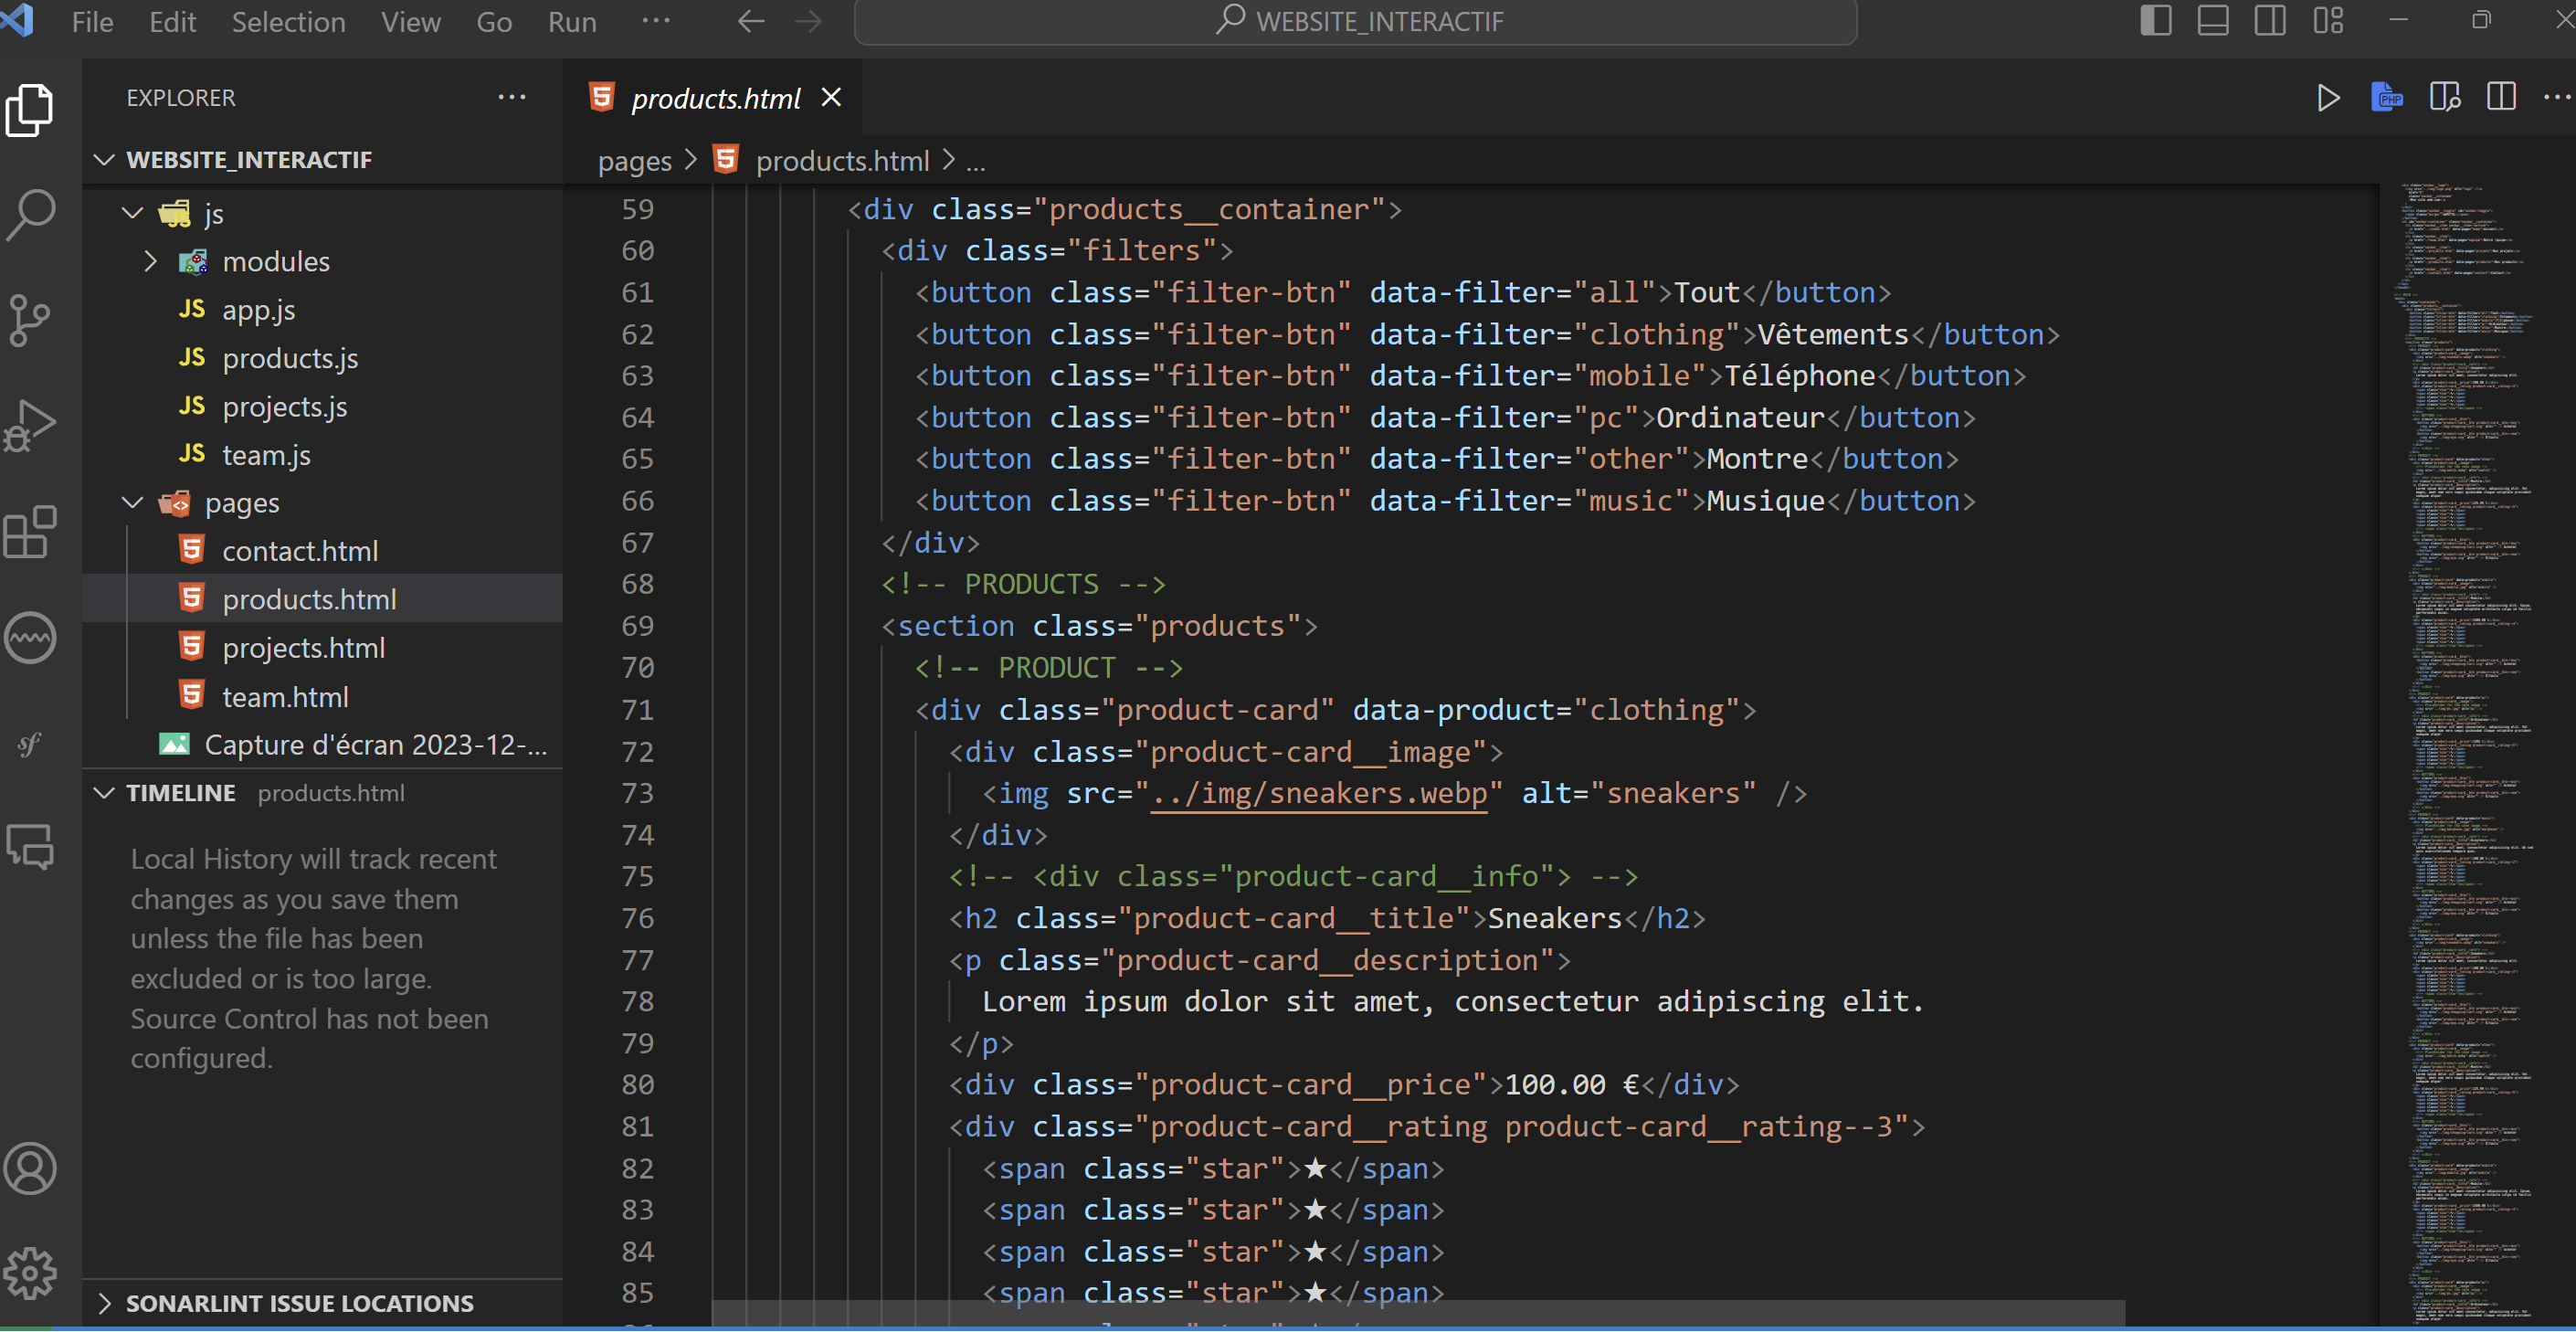 File Edit Selection View Go Run ···
WEBSITE_INTERACTIF
EXPLORER
WEBSITE_INTERACTIF
js
modules
JS app.js
JS products.js
JS projects.js
JS team.js
pages
contact.html
products.html
projects.html
team.html
Capture d'écran 2023-12-...
TIMELINE products.html
Local History will track recent
changes as you save them
unless the file has been
excluded or is too large.
Source Control has not been
configured.
SONARLINT ISSUE LOCATIONS
products.html
PHP
pages > products.html > ...
59 <div class="products__container">
60 <div class="filters">
61 <button class="filter-btn" data-filter="all">Tout</button>
62 <button class="filter-btn" data-filter="clothing">Vêtements</button>
63 <button class="filter-btn" data-filter="mobile">Téléphone</button>
64 <button class="filter-btn" data-filter="pc">Ordinateur</button>
65 <button class="filter-btn" data-filter="other">Montre</button>
66 <button class="filter-btn" data-filter="music">Musique</button>
67 </div>
68 <!-- PRODUCTS -->
69 <section class="products">
70 <!-- PRODUCT -->
71 <div class="product-card" data-product="clothing">
72 <div class="product-card__image">
73 <img src="../img/sneakers.webp" alt="sneakers" />
74 </div>
75 <!-- <div class="product-card__info"> -->
76 <h2 class="product-card__title">Sneakers</h2>
77 <p class="product-card__description">
78 Lorem ipsum dolor sit amet, consectetur adipiscing elit.
79 </p>
80 <div class="product-card__price">100.00 €</div>
81 <div class="product-card__rating product-card__rating--3">
82 <span class="star">★</span>
83 <span class="star">★</span>
84 <span class="star">★</span>
85 <span class="star">★</span>